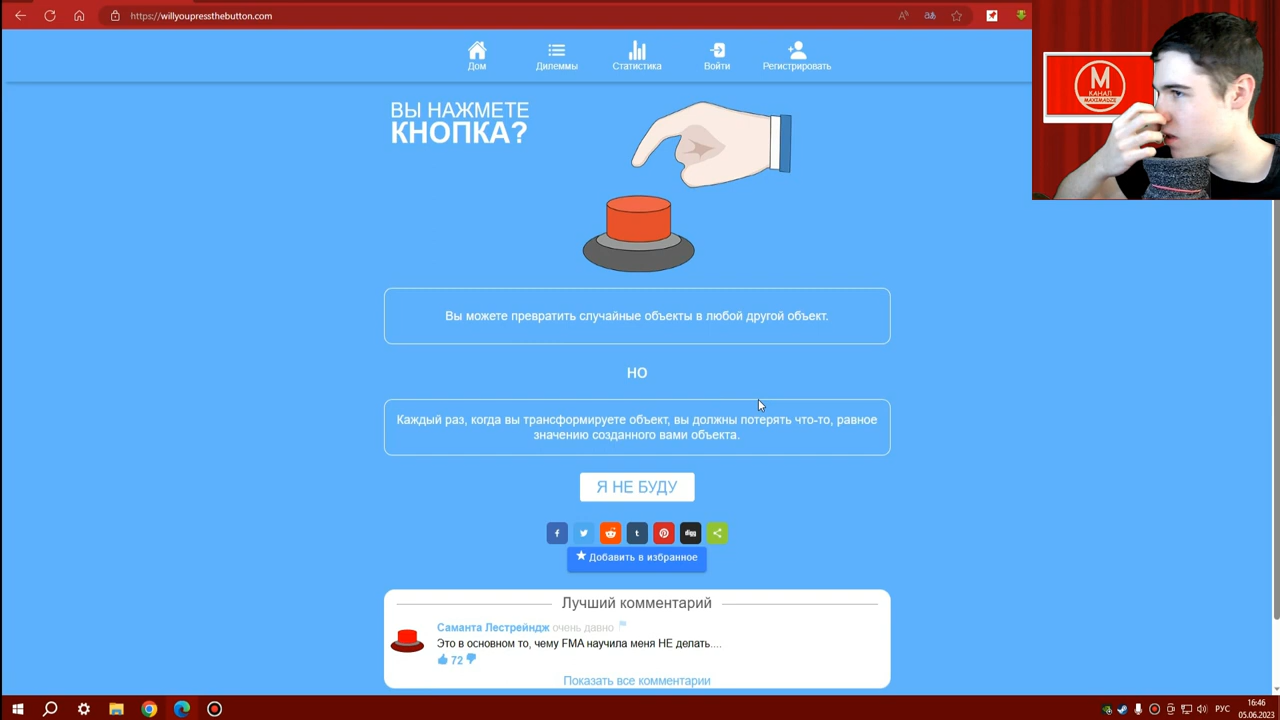 https://willyoupressthebutton.com
Дом
Дилеммы
Статистика
Войти
Регистрировать
М
КАНАЛ
MAXIMADZE
ВЫ НАЖМЕТЕ
КНОПКА?
Вы можете превратить случайные объекты в любой другой объект.
НО
Каждый раз, когда вы трансформируете объект, вы должны потерять что-то, равное
значению созданного вами объекта.
Я НЕ БУДУ
digg
Добавить в избранное
Лучший комментарий
Саманта Лестрейндж очень давно
Это в основном то, чему FMA научила меня НЕ делать....
72
Показать все комментарии
РУС
16:46
05.06.2023